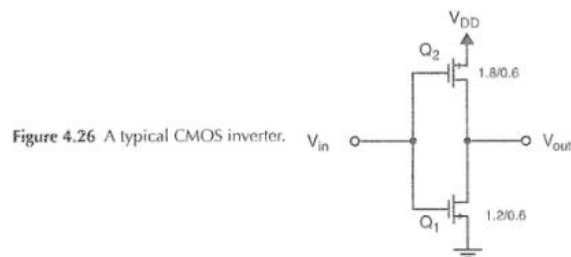 V_DD
Q_2
1.8/0.6
Figure 4.26 A typical CMOS inverter.
V_in
V_out
Q_1
1.2/0.6